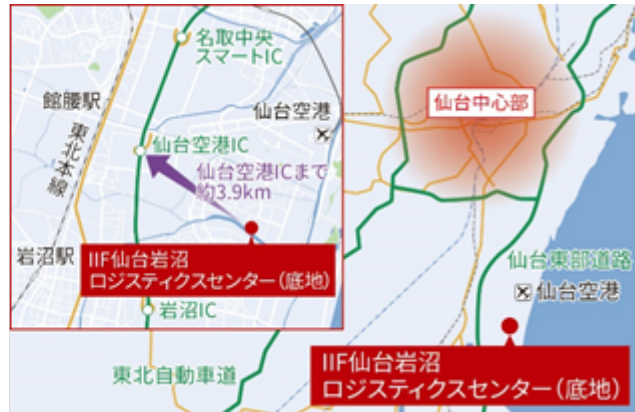 名取中央
スマートIC
館腰駅
仙台空港
東北本線
仙台空港IC
仙台空港ICまで
約3.9km
岩沼駅
IIF仙台岩沼
ロジスティクスセンター(底地)
岩沼IC
東北自動車道
仙台中心部
仙台東部道路
仙台空港
IIF仙台岩沼
ロジスティクスセンター(底地)